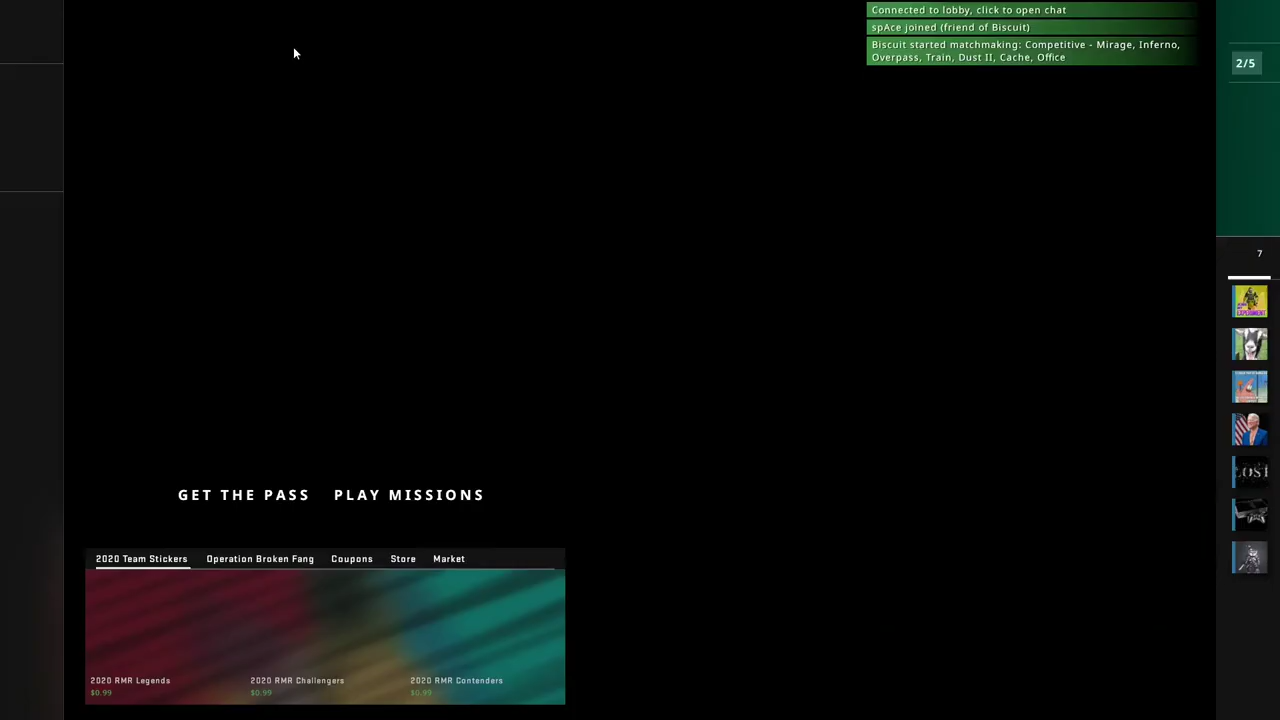 Connected to lobby, click to open chat
spAce joined (friend of Biscuit)
Biscuit started matchmaking: Competitive - Mirage, Inferno,
Overpass, Train, Dust II, Cache, Office
2/5
7
EXPERIMENT
LOST
GET THE PASS PLAY MISSIONS
2020 Team Stickers Operation Broken Fang Coupons Store Market
2020 RMR Legends 2020 RMR Challengers 2020 RMR Contenders
$0.99 $0.99 $0.99